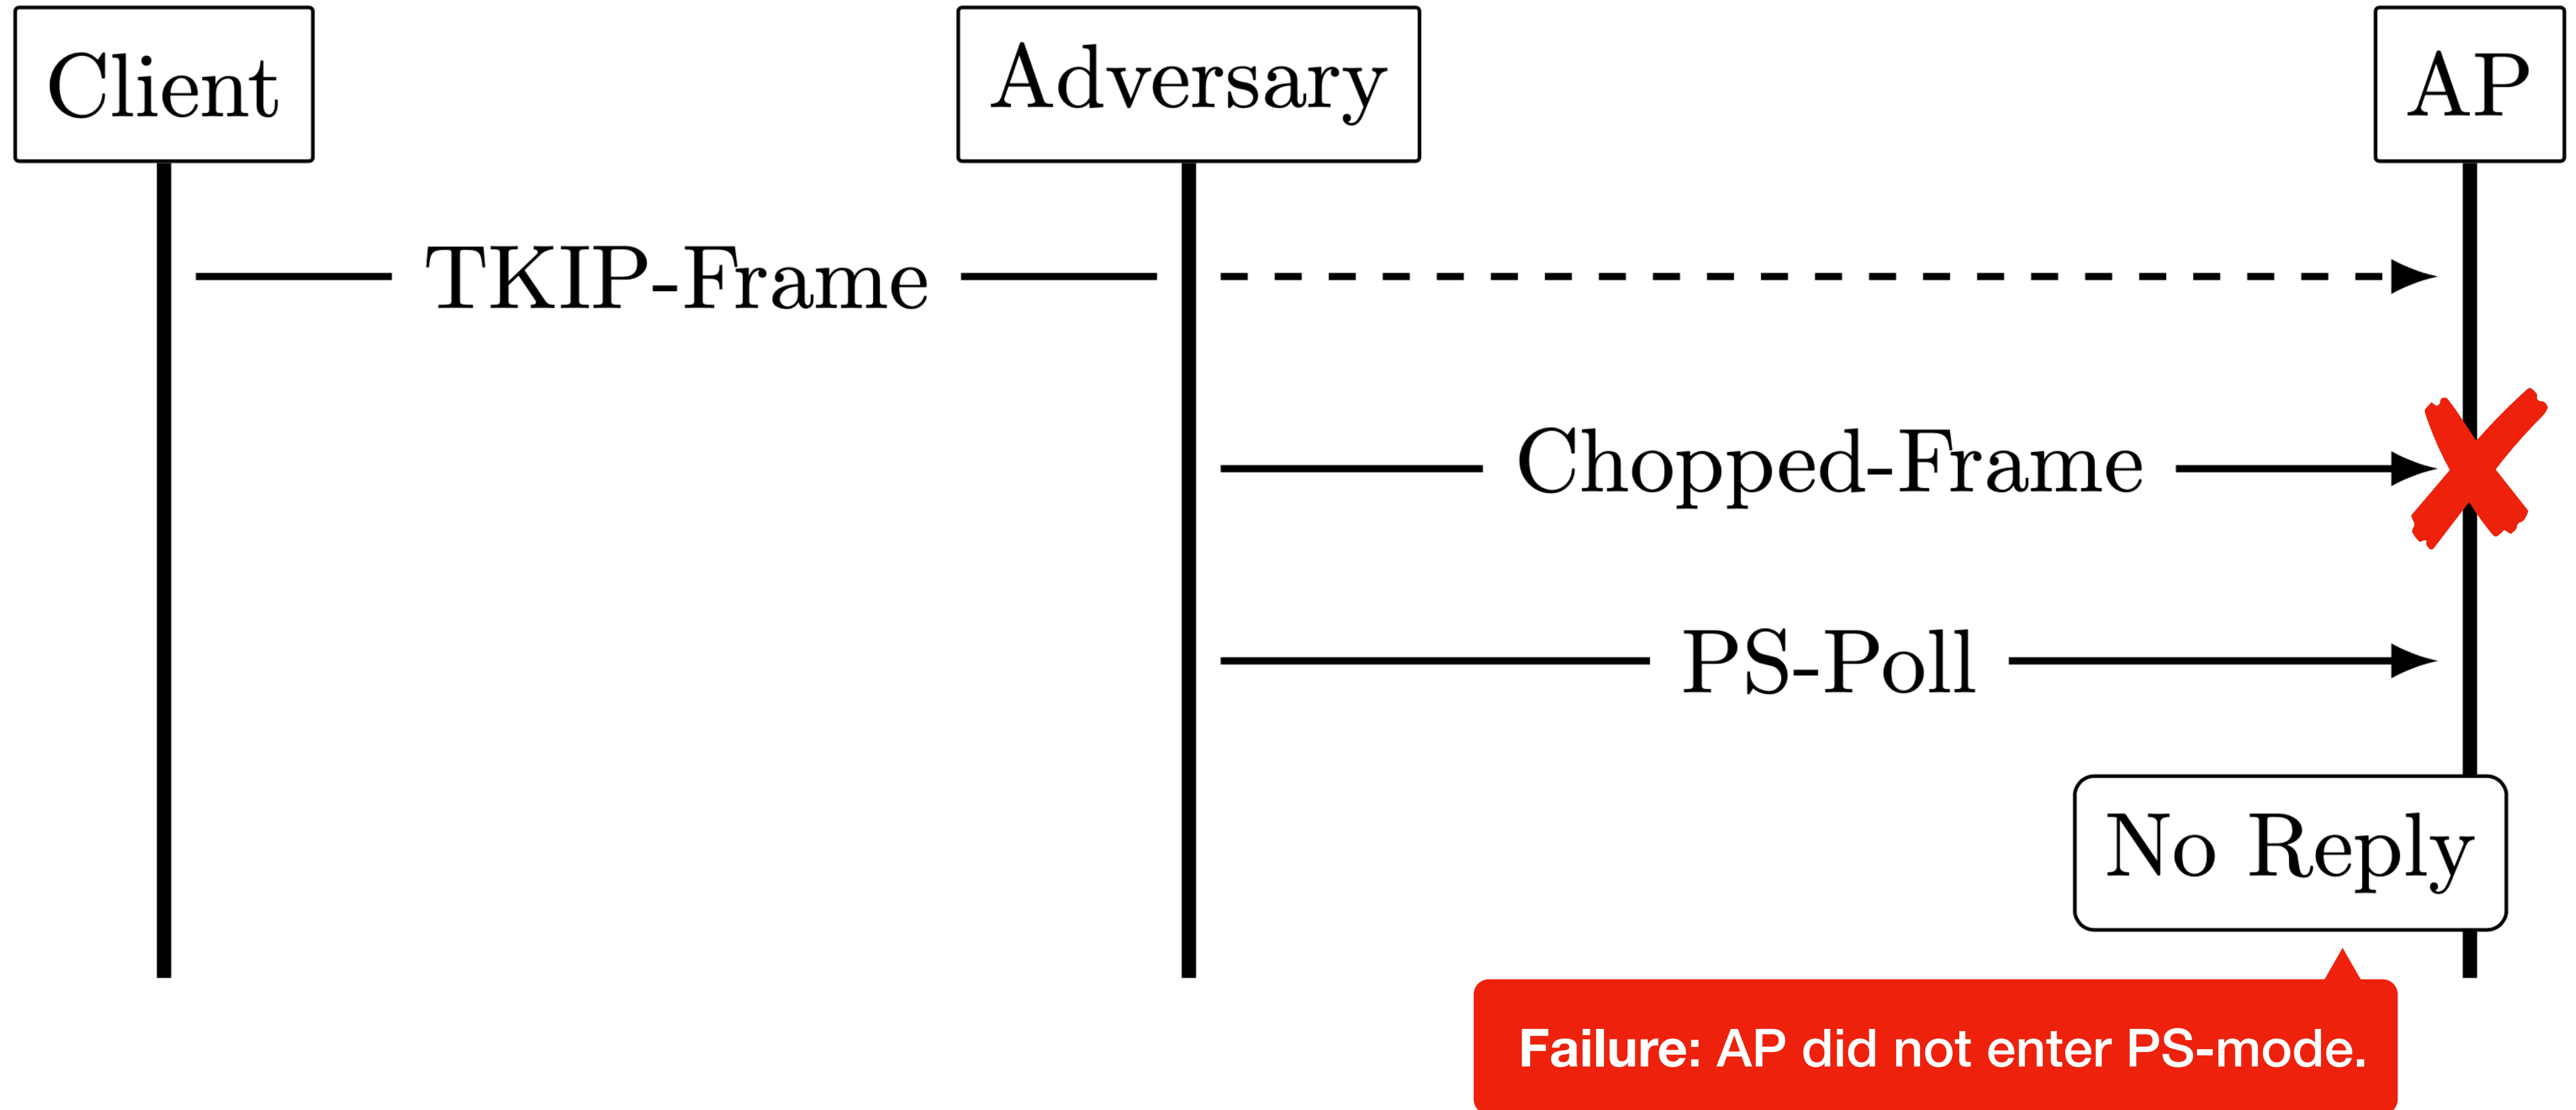 Client
Adversary
AP
TKIP-Frame
Chopped-Frame
PS-Poll
No Reply
Failure: AP did not enter PS-mode.